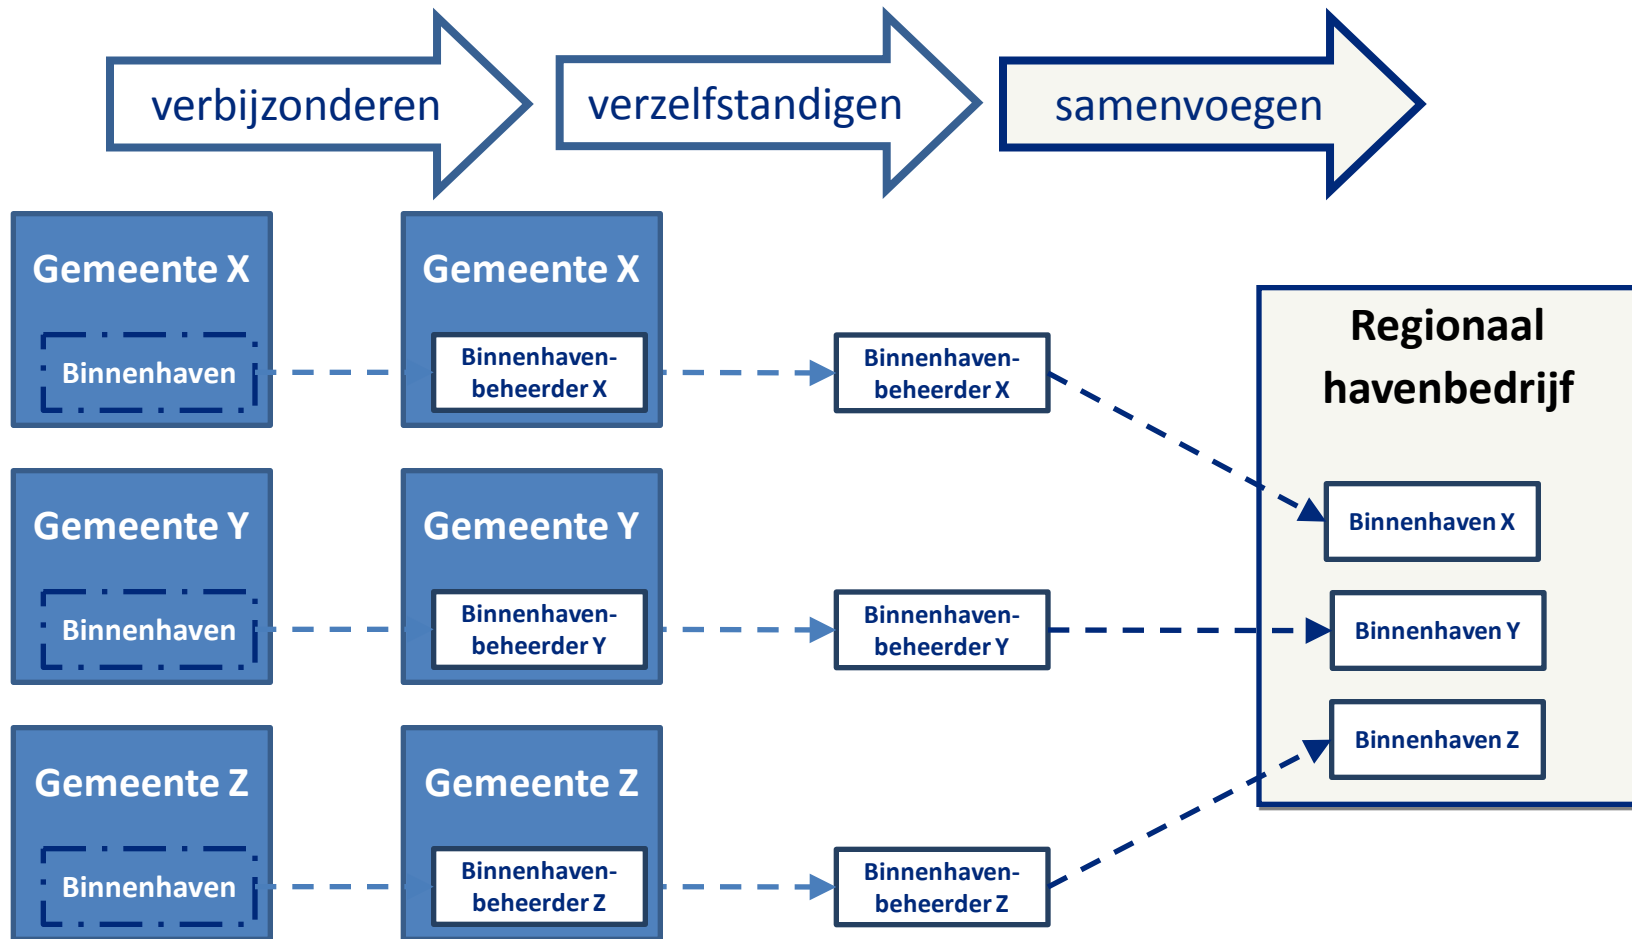 verbijzonderen
verzelfstandigen
samenvoegen
Gemeente X
Binnenhaven
Gemeente X
Binnenhaven-
beheerder X
Binnenhaven-
beheerder X
Gemeente Y
Binnenhaven
Gemeente Y
Binnenhaven-
beheerder Y
Binnenhaven-
beheerder Y
Gemeente Z
Binnenhaven
Gemeente Z
Binnenhaven-
beheerder Z
Binnenhaven-
beheerder Z
Regionaal
havenbedrijf
Binnenhaven X
Binnenhaven Y
Binnenhaven Z